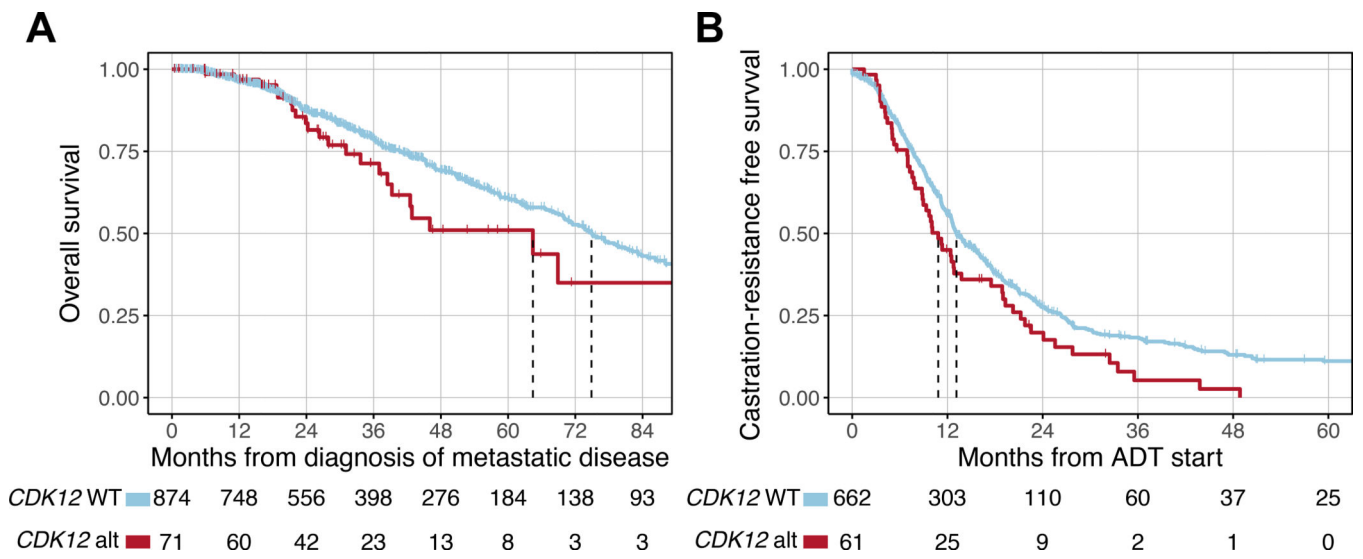 A
Overall survival
1.00
0.75
0.50
0.25
0.00
0 12 24 36 48 60 72 84
Months from diagnosis of metastatic disease
CDK12 WT 874 748 556 398 276 184 138 93
CDK12 alt 71 60 42 23 13 8 3 3
B
Castration-resistance free survval
1.00
0.75
0.50
0.25
0.00
0 12 24 36 48 60
Months from ADT start
CDK12 WT 662 303 110 60 37 25
CDK12 alt 61 25 9 2 1 0